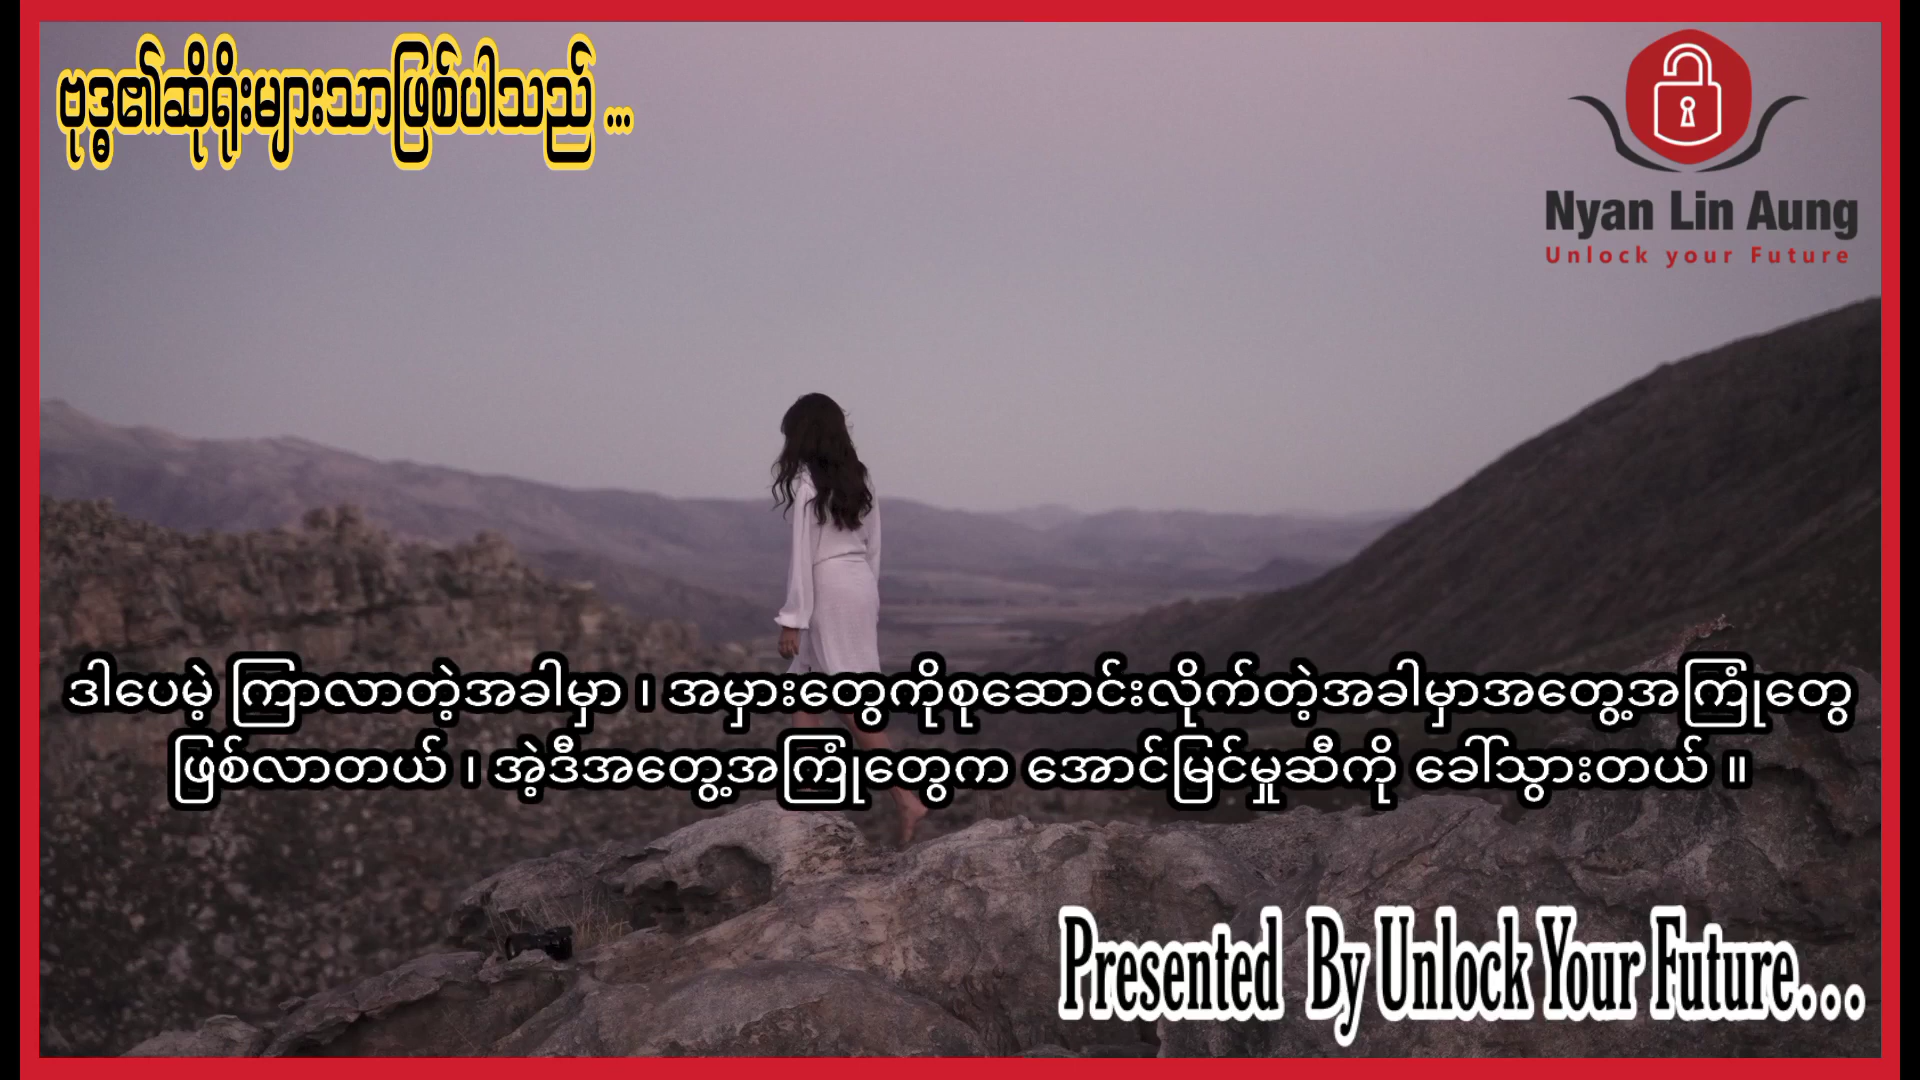 ဗုဒ္ဓ၏ဆိုရိုးများသာဖြစ်ပါသည် ...
Nyan Lin Aung
Unlock your Future
ဒါပေမဲ့ ကြာလာတဲ့အခါမှာ ၊ အမှားတွေကိုစုဆောင်းလိုက်တဲ့အခါမှာအတွေ့အကြုံတွေ
ဖြစ်လာတယ် ၊ အဲ့ဒီအတွေ့အကြုံတွေက အောင်မြင်မှုဆီကို ခေါ်သွားတယ် ။
Presented By Unlock Your Future...